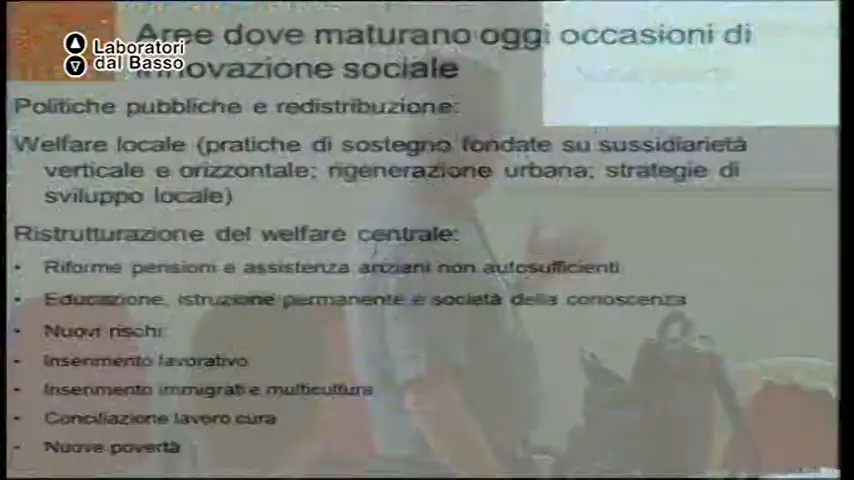 Laboratori
dal Basso
Aree dove maturano oggi occasioni di
innovazione sociale
Politiche pubbliche e redistribuzione:
Welfare locale (pratiche di sostegno fondate su sussidiarietà
verticale e orizzontale; rigenerazione urbana; strategie di
sviluppo locale)
Ristrutturazione del welfare centrale:
• Riforme pensioni e assistenza anziani non autosufficienti
• Educazione, istruzione permanente e società della conoscenza
• Nuovi rischi:
• Inserimento lavorativo
• Inserimento immigrati e multicultura
• Conciliazione lavoro cura
• Nuove povertà